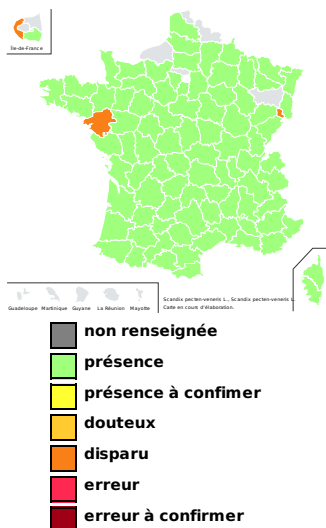 Île-de-France
Guadeloupe Martinique Guyane La Réunion Mayotte
Scandix pecten-veneris L., Scandix pecten-veneris L.
Carte en cours d'élaboration.
non renseignée
présence
présence à confimer
douteux
disparu
erreur
erreur à confirmer